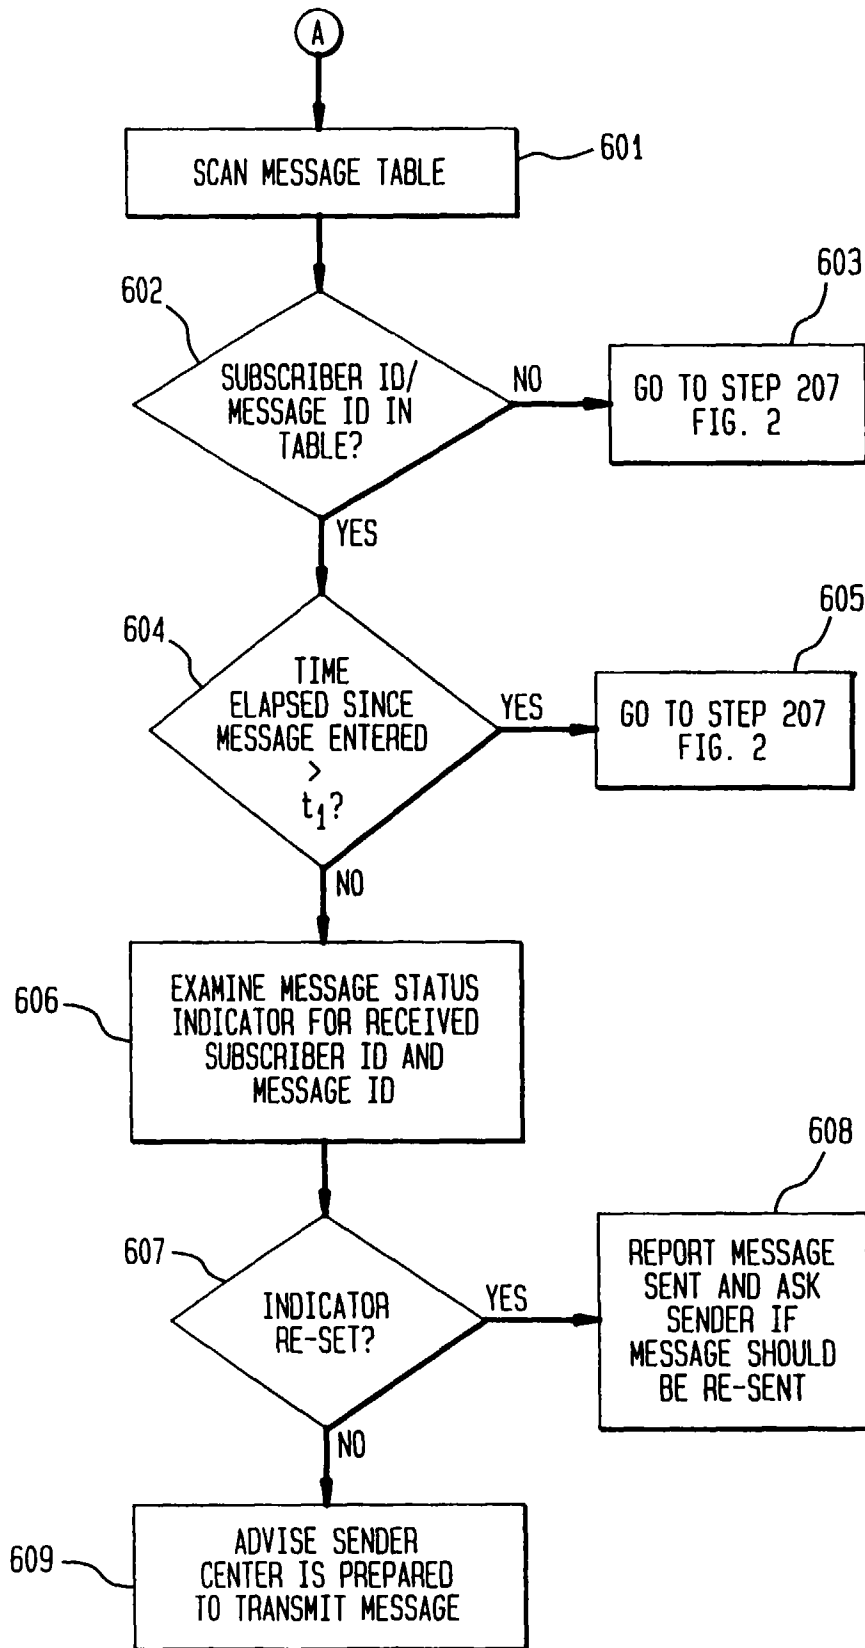 A
SCAN MESSAGE TABLE
601
602
SUBSCRIBER ID/
MESSAGE ID IN
TABLE?
NO
603
GO TO STEP 207
FIG. 2
YES
604
TIME
ELAPSED SINCE
MESSAGE ENTERED
>
t₁?
YES
605
GO TO STEP 207
FIG. 2
NO
606
EXAMINE MESSAGE STATUS
INDICATOR FOR RECEIVED
SUBSCRIBER ID AND
MESSAGE ID
607
INDICATOR
RE-SET?
YES
608
REPORT MESSAGE
SENT AND ASK
SENDER IF
MESSAGE SHOULD
BE RE-SENT
NO
609
ADVISE SENDER
CENTER IS PREPARED
TO TRANSMIT MESSAGE